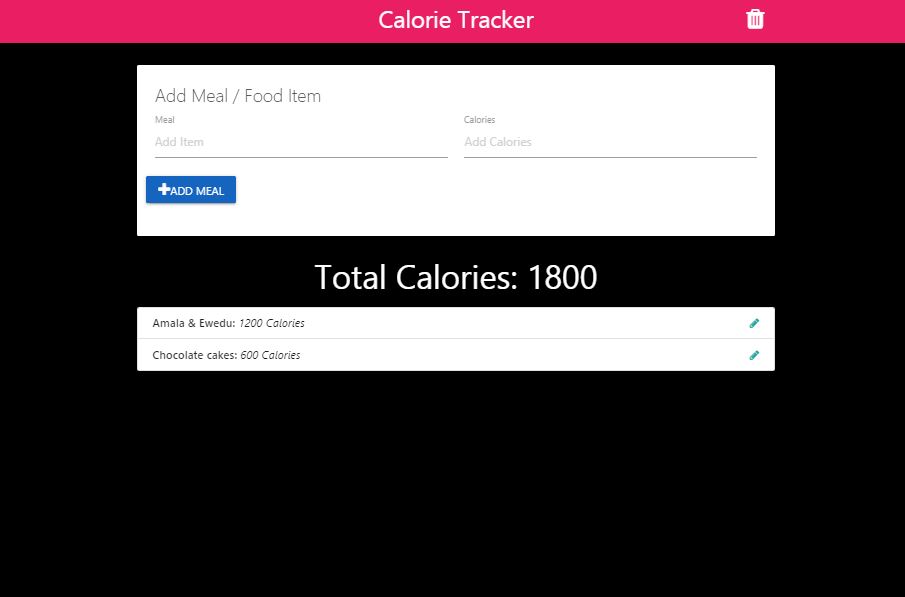 Calorie Tracker
Add Meal / Food Item
Meal
Calories
Add Item
Add Calories
ADD MEAL
Total Calories: 1800
Amala & Ewedu: 1200 Calories
Chocolate cakes: 600 Calories